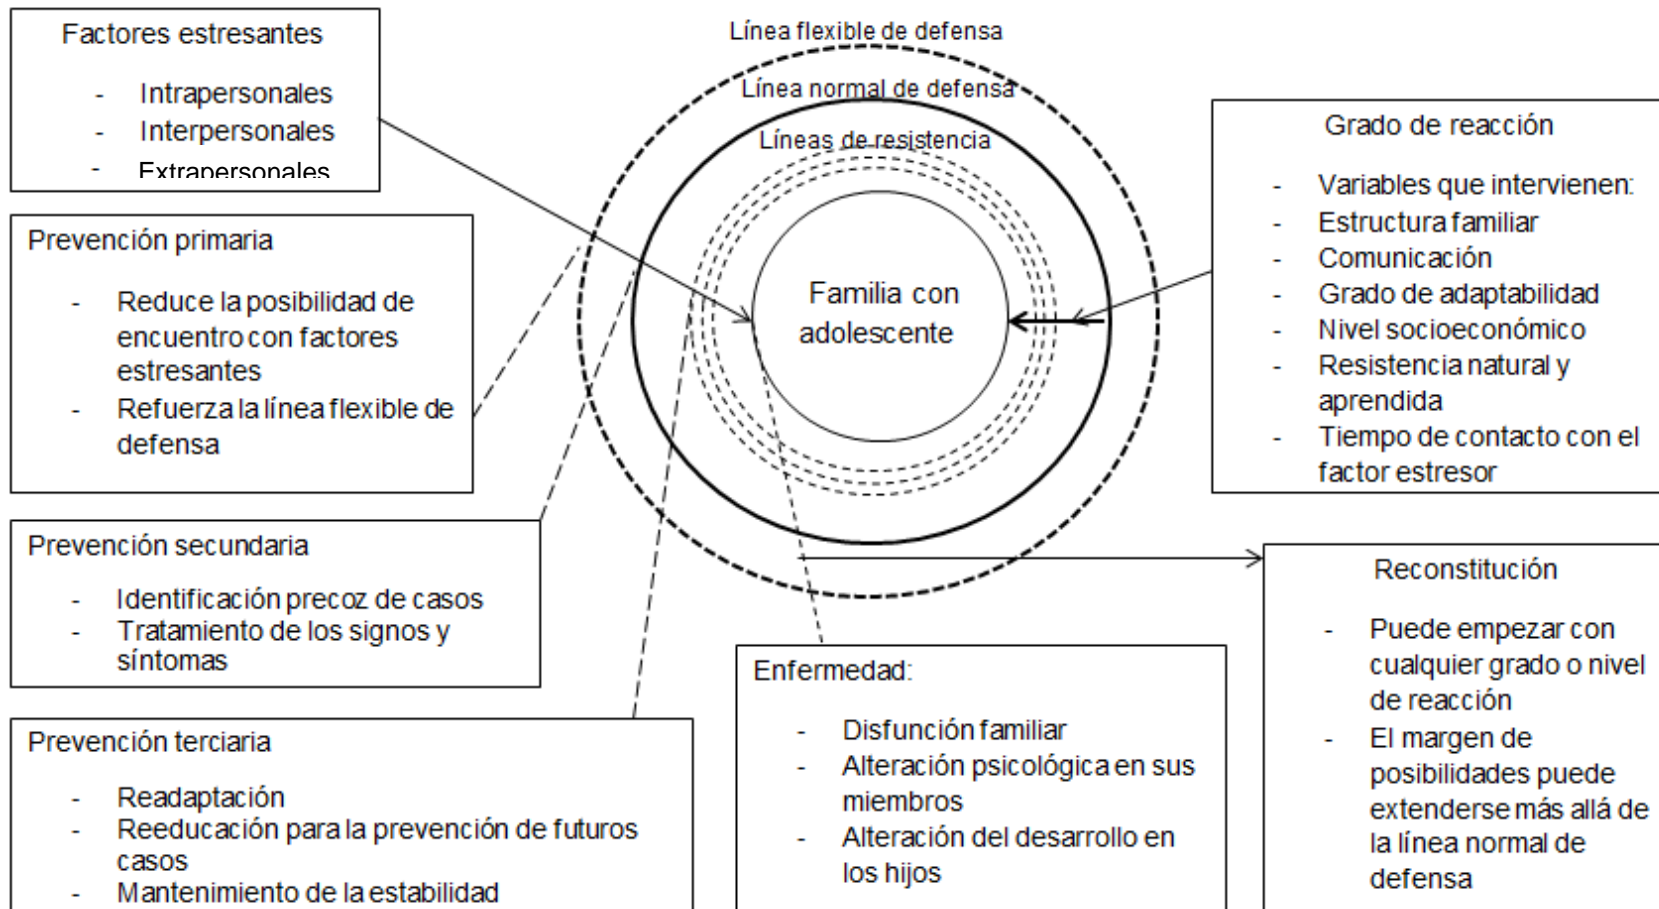 Factores estresantes
- Intrapersonales
- Interpersonales
- Extrapersonales
Prevención primaria
- Reduce la posibilidad de
encuentro con factores
estresantes
- Refuerza la línea flexible de
defensa
Prevención secundaria
- Identificación precoz de casos
- Tratamiento de los signos y
síntomas
Prevención terciaria
- Readaptación
- Reeducación para la prevención de futuros
casos
- Mantenimiento de la estabilidad
Línea flexible de defensa
Línea normal de defensa
Líneas de resistencia
Familia con
adolescente
Enfermedad:
- Disfunción familiar
- Alteración psicológica en sus
miembros
- Alteración del desarrollo en
los hijos
Grado de reacción
- Variables que intervienen:
- Estructura familiar
- Comunicación
- Grado de adaptabilidad
- Nivel socioeconómico
- Resistencia natural y
aprendida
- Tiempo de contacto con el
factor estresor
Reconstitución
- Puede empezar con
cualquier grado o nivel
de reacción
- El margen de
posibilidades puede
extenderse más allá de
la línea normal de
defensa